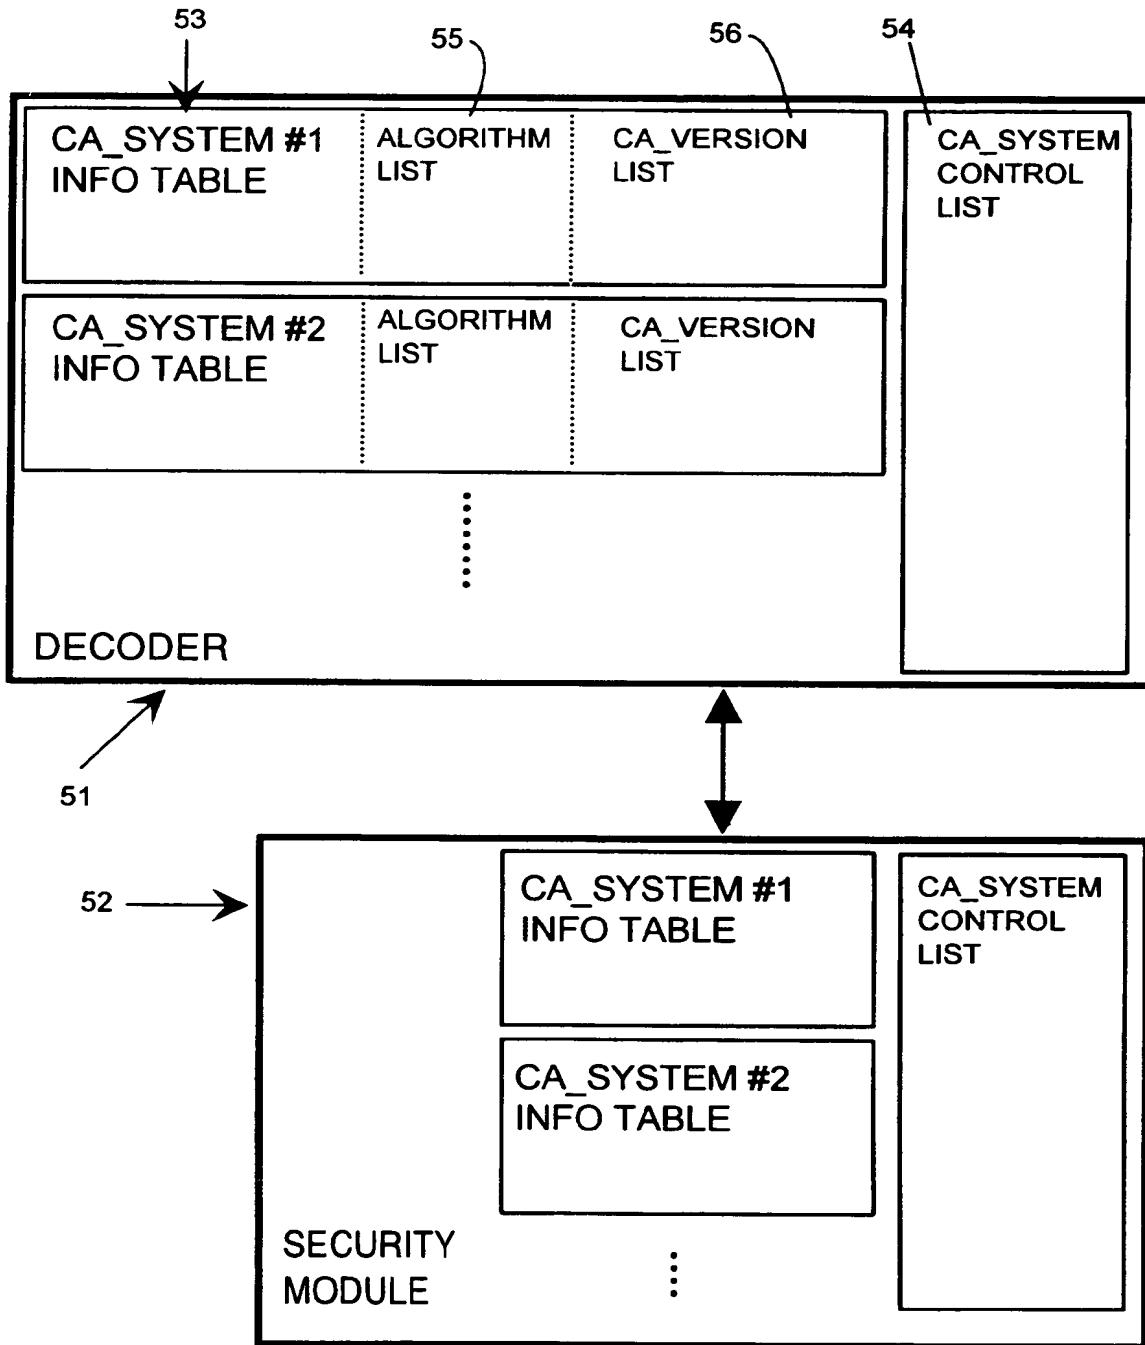 53
55
56
54
CA_SYSTEM #1
INFO TABLE
ALGORITHM
LIST
CA_VERSION
LIST
CA_SYSTEM
CONTROL
LIST
CA_SYSTEM #2
INFO TABLE
ALGORITHM
LIST
CA_VERSION
LIST
DECODER
51
52
CA_SYSTEM #1
INFO TABLE
CA_SYSTEM
CONTROL
LIST
CA_SYSTEM #2
INFO TABLE
SECURITY
MODULE